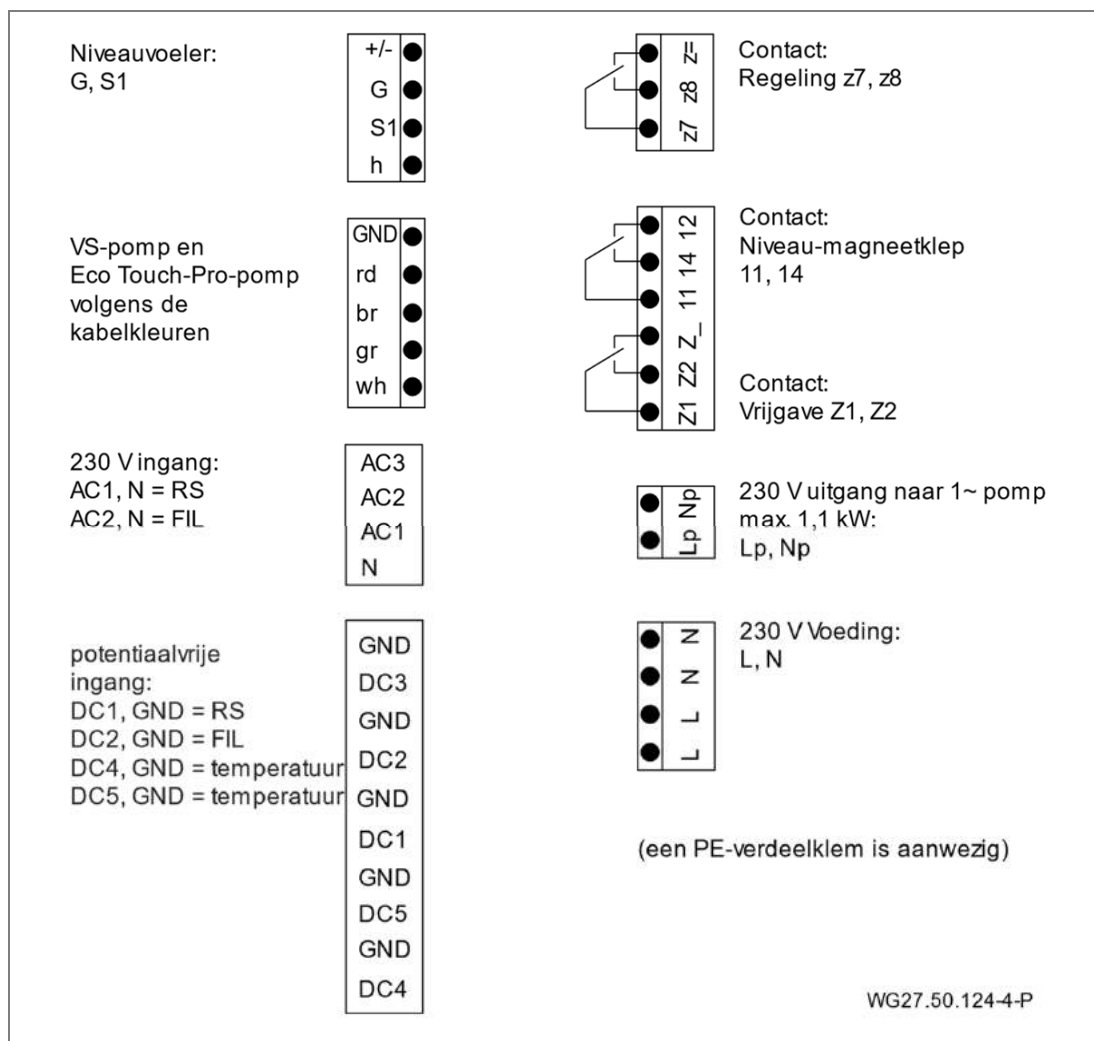 Niveauvoeler:
G, S1
+/-
G
S1
h
VS-pomp en
Eco Touch-Pro-pomp
volgens de
kabelkleuren
GND
rd
br
gr
wh
230 V ingang:
AC1, N = RS
AC2, N = FIL
AC3
AC2
AC1
N
potentiaalvrije
ingang:
DC1, GND = RS
DC2, GND = FIL
DC4, GND = temperatuur
DC5, GND = temperatuur
GND
DC3
GND
DC2
GND
DC1
GND
DC5
GND
DC4
z=
z8
z7
Contact:
Regeling z7, z8
12
14
11
Z_
Z2
Z1
Contact:
Niveau-magneetklep
11, 14
Contact:
Vrijgave Z1, Z2
Np
Lp
230 V uitgang naar 1~ pomp
max. 1,1 kW:
Lp, Np
N
N
L
L
230 V Voeding:
L, N
(een PE-verdeelklem is aanwezig)
WG27.50.124-4-P